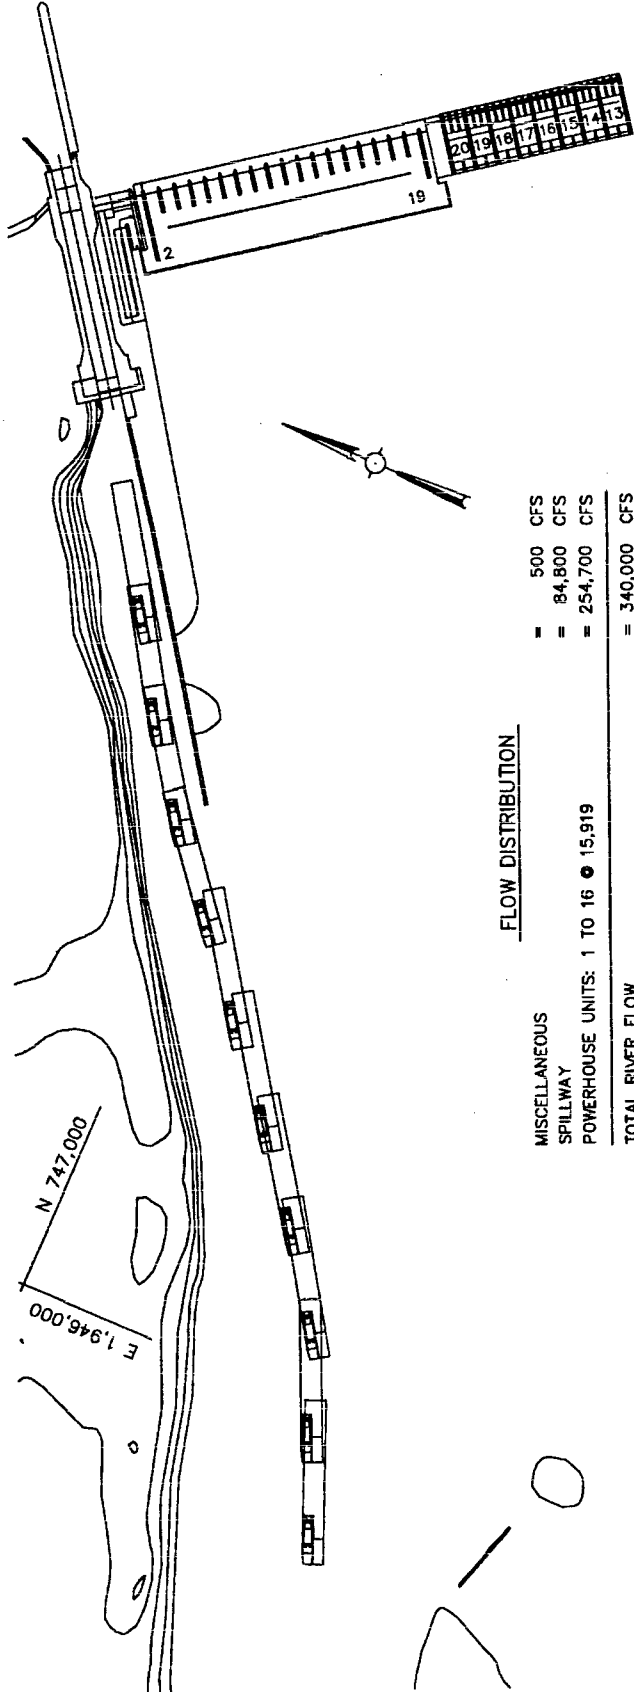 20 19 18 17 16 15 14 13
2
19
N 747,000
E 1,946,000
FLOW DISTRIBUTION
MISCELLANEOUS = 500 CFS
SPILLWAY = 84,800 CFS
POWERHOUSE UNITS: 1 TO 16 @ 15,919 = 254,700 CFS
TOTAL RIVER FLOW = 340,000 CFS